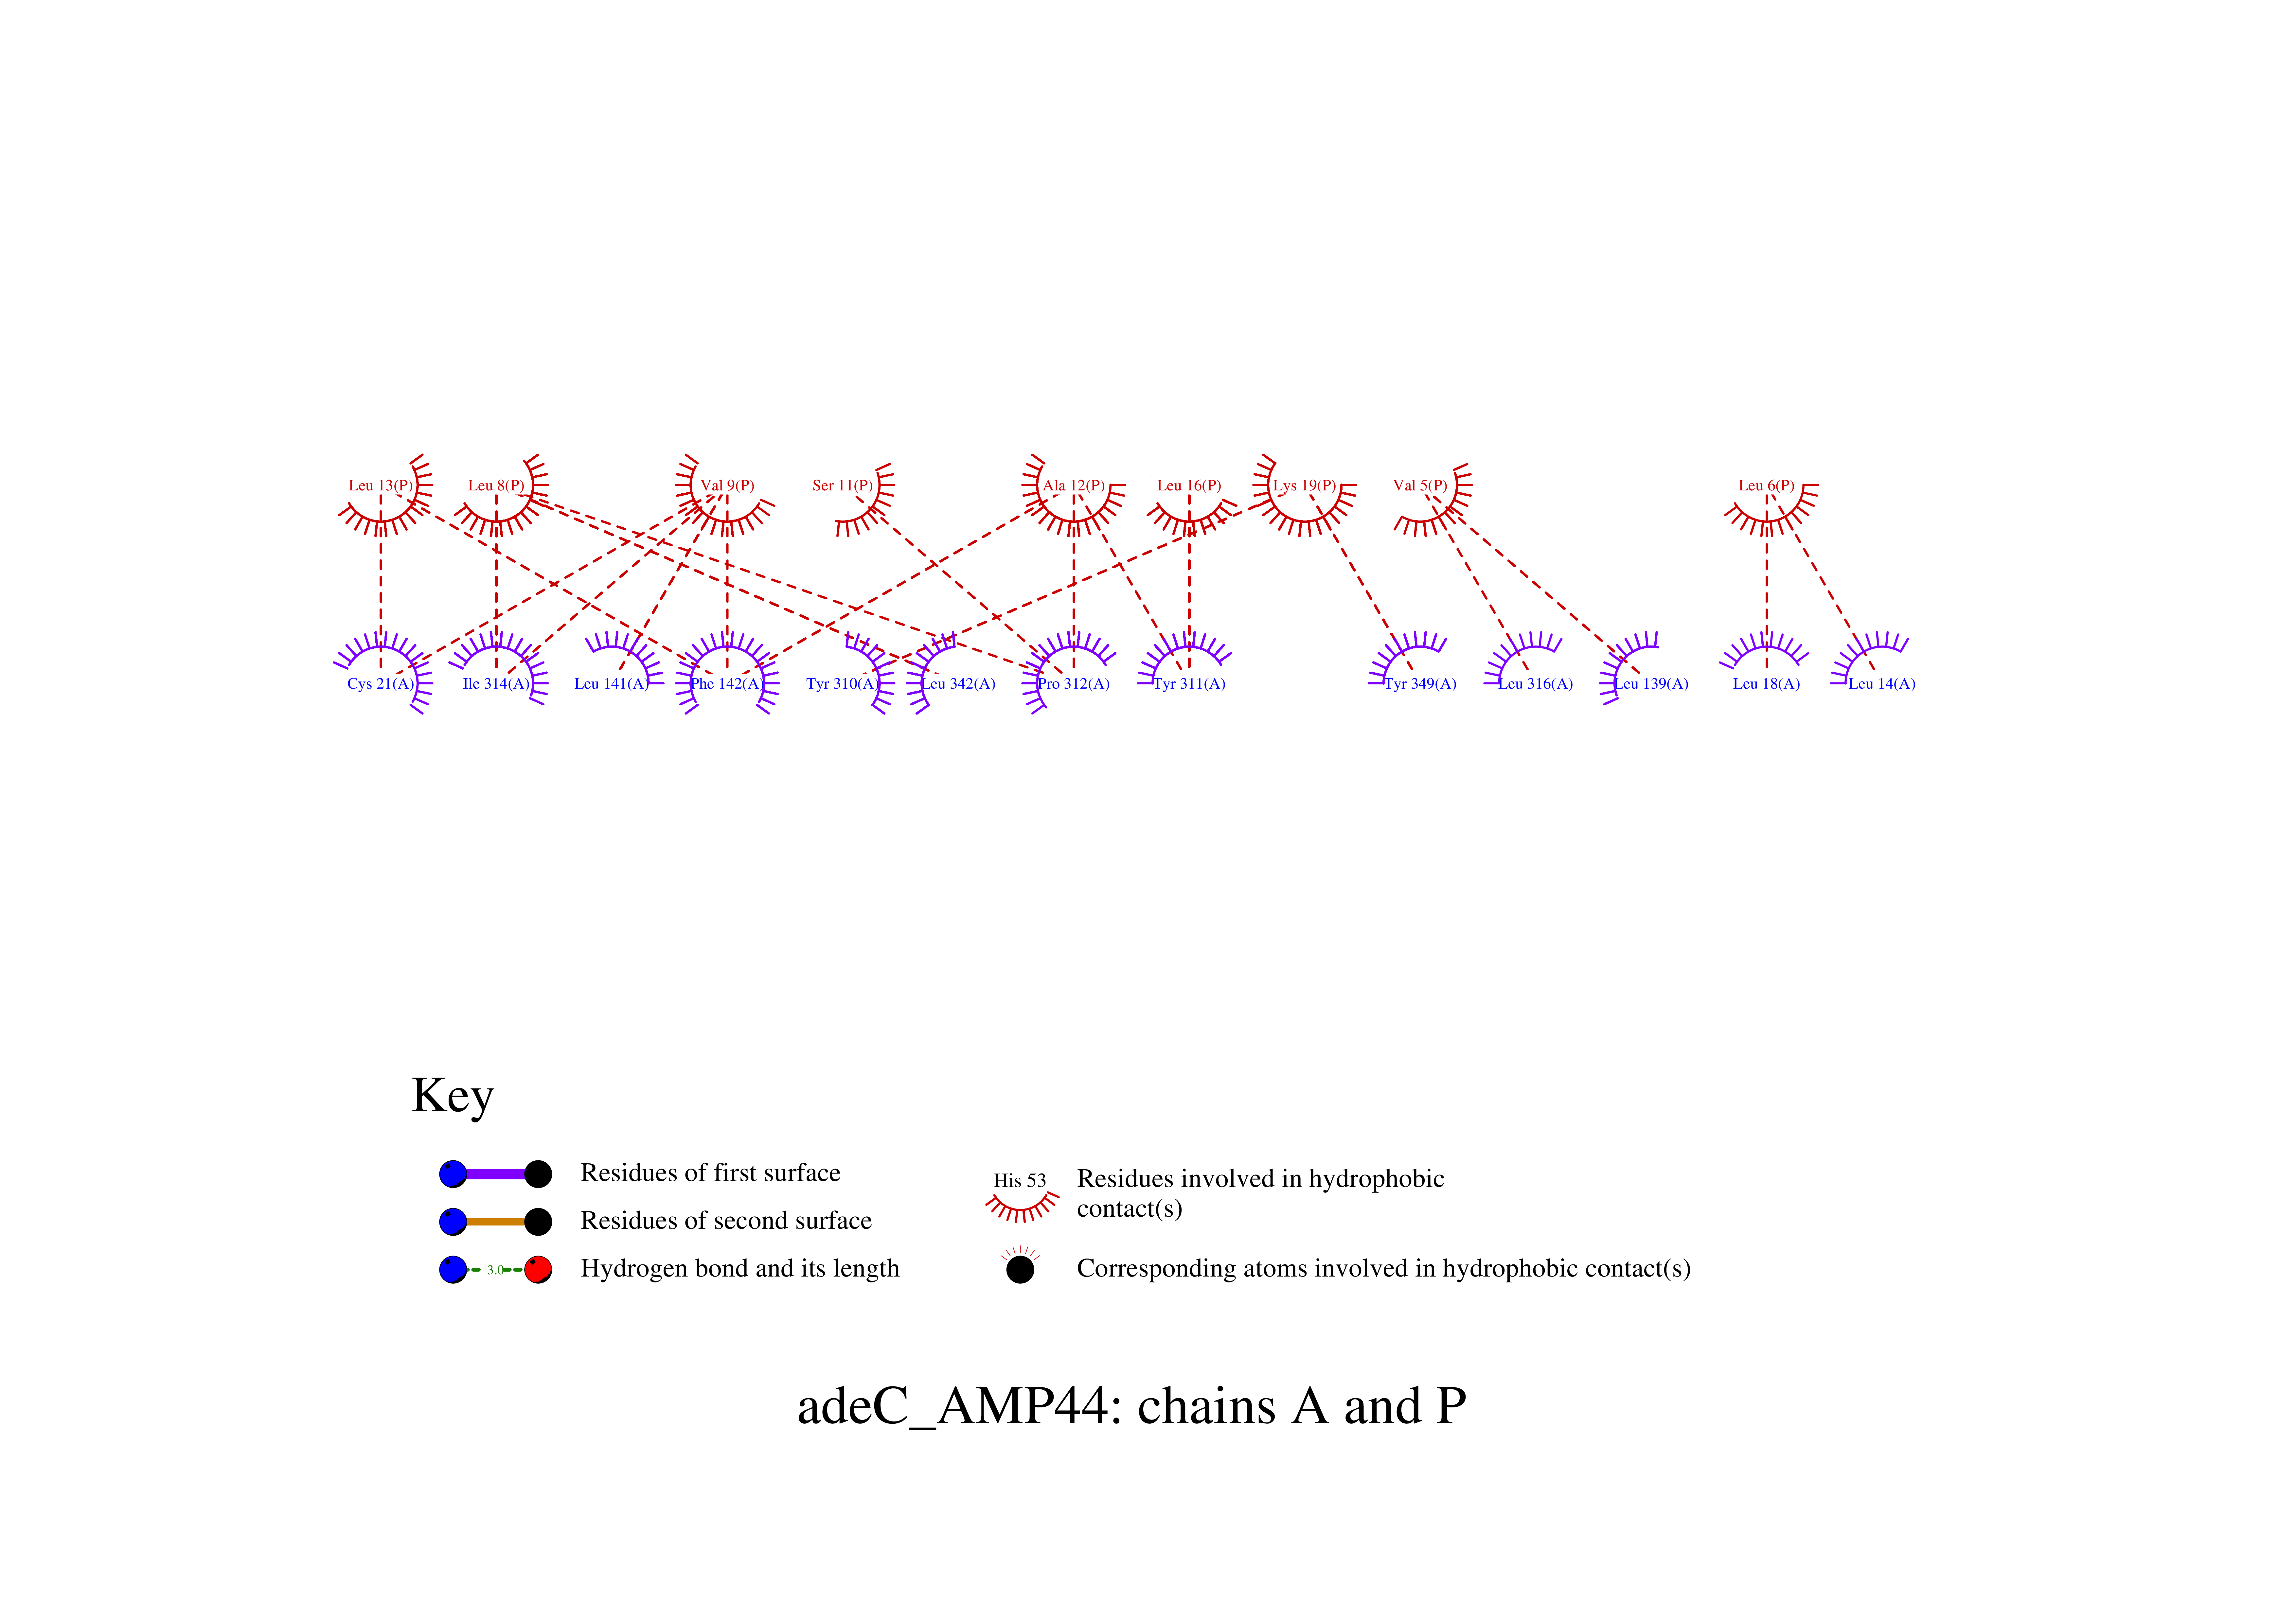 Leu 13(P) Leu 8(P) Val 9(P) Ser 11(P) Ala 12(P) Leu 16(P) Lys 19(P) Val 5(P) Leu 6(P)
Cys 21(A) Ile 314(A) Leu 141(A) Phe 142(A) Tyr 310(A) Leu 342(A) Pro 312(A) Tyr 311(A) Tyr 349(A) Leu 316(A) Leu 139(A) Leu 18(A) Leu 14(A)
Key
Residues of first surface
Residues of second surface
3.0 Hydrogen bond and its length
His 53 Residues involved in hydrophobic
contact(s)
Corresponding atoms involved in hydrophobic contact(s)
adeC_AMP44: chains A and P